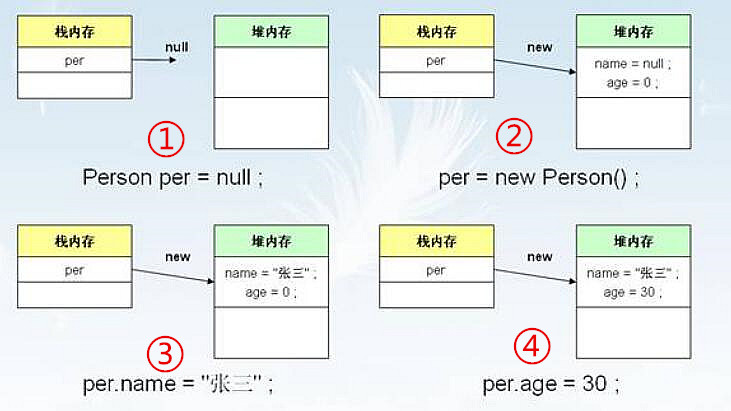 栈内存
null
堆内存
per
①
Person per = null ;
栈内存
new
堆内存
per
name = null ;
age = 0 ;
②
per = new Person() ;
栈内存
new
堆内存
per
name = "张三" ;
age = 0 ;
③
per.name = "张三" ;
栈内存
new
堆内存
per
name = "张三" ;
age = 30 ;
④
per.age = 30 ;